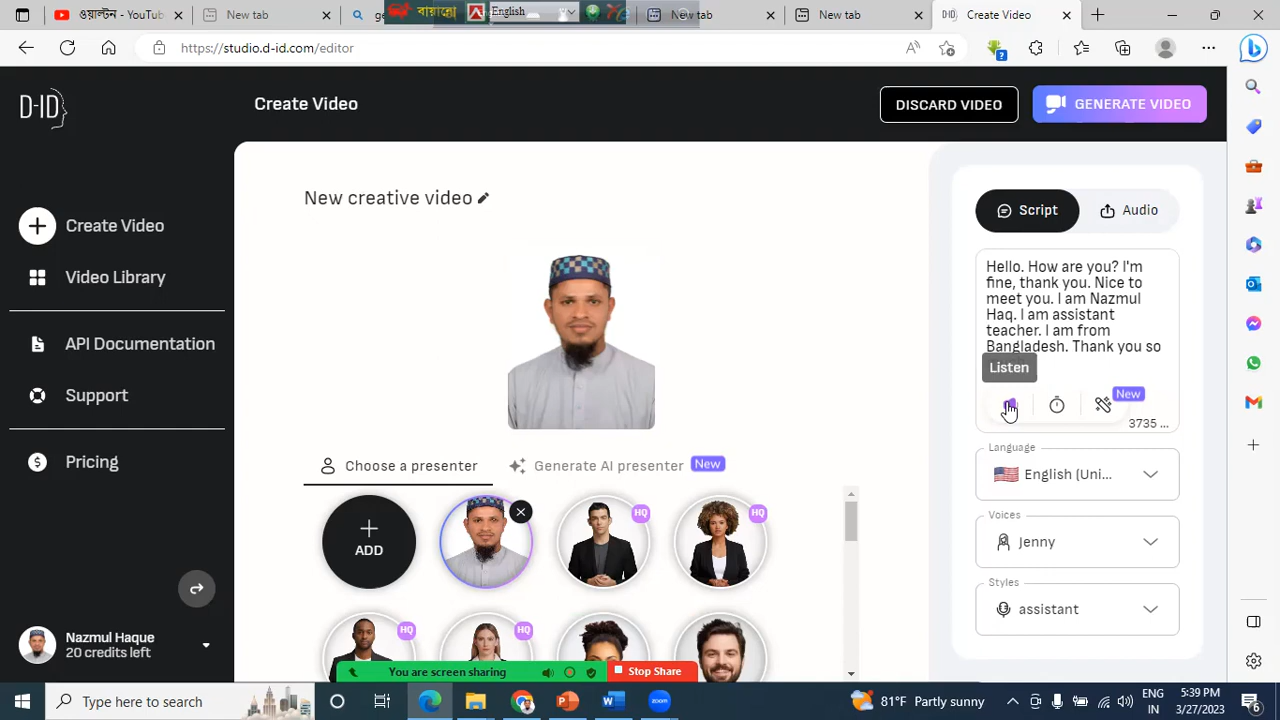 G - YouTub
New tab
ge
বায়ান্নো
English
New tab
New tab
Create Video
https://studio.d-id.com/editor
D-ID
Create Video
DISCARD VIDEO
GENERATE VIDEO
Create Video
Video Library
API Documentation
Support
Pricing
Nazmul Haque
20 credits left
New creative video
Choose a presenter
Generate AI presenter
New
ADD
HQ
HQ
HQ
HQ
Script
Audio
Hello. How are you? I'm
fine, thank you. Nice to
meet you. I am Nazmul
Haq. I am assistant
teacher. I am from
Bangladesh. Thank you so
Listen
New
3735 ...
Language
English (Uni...
Voices
Jenny
Styles
assistant
You are screen sharing
Stop Share
Type here to search
81°F Partly sunny
ENG
IN
5:39 PM
3/27/2023
6